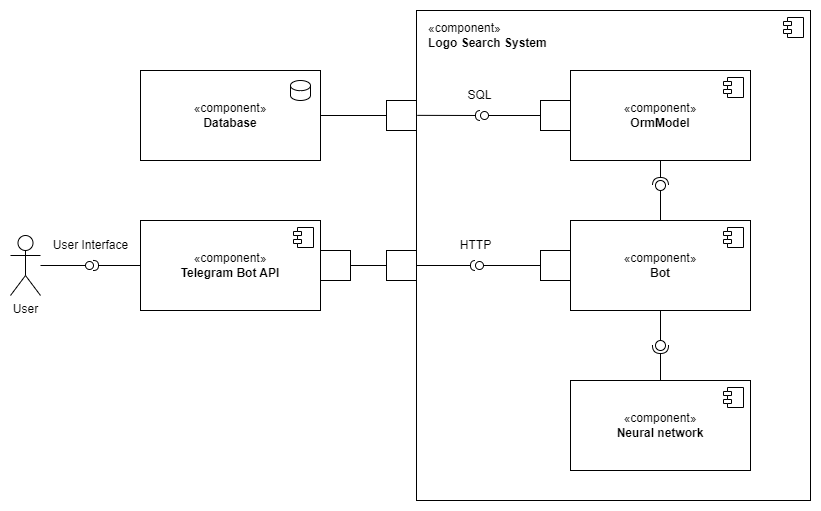 «component»
Logo Search System
«component»
Database
SQL
«component»
OrmModel
User Interface
User
«component»
Telegram Bot API
HTTP
«component»
Bot
«component»
Neural network